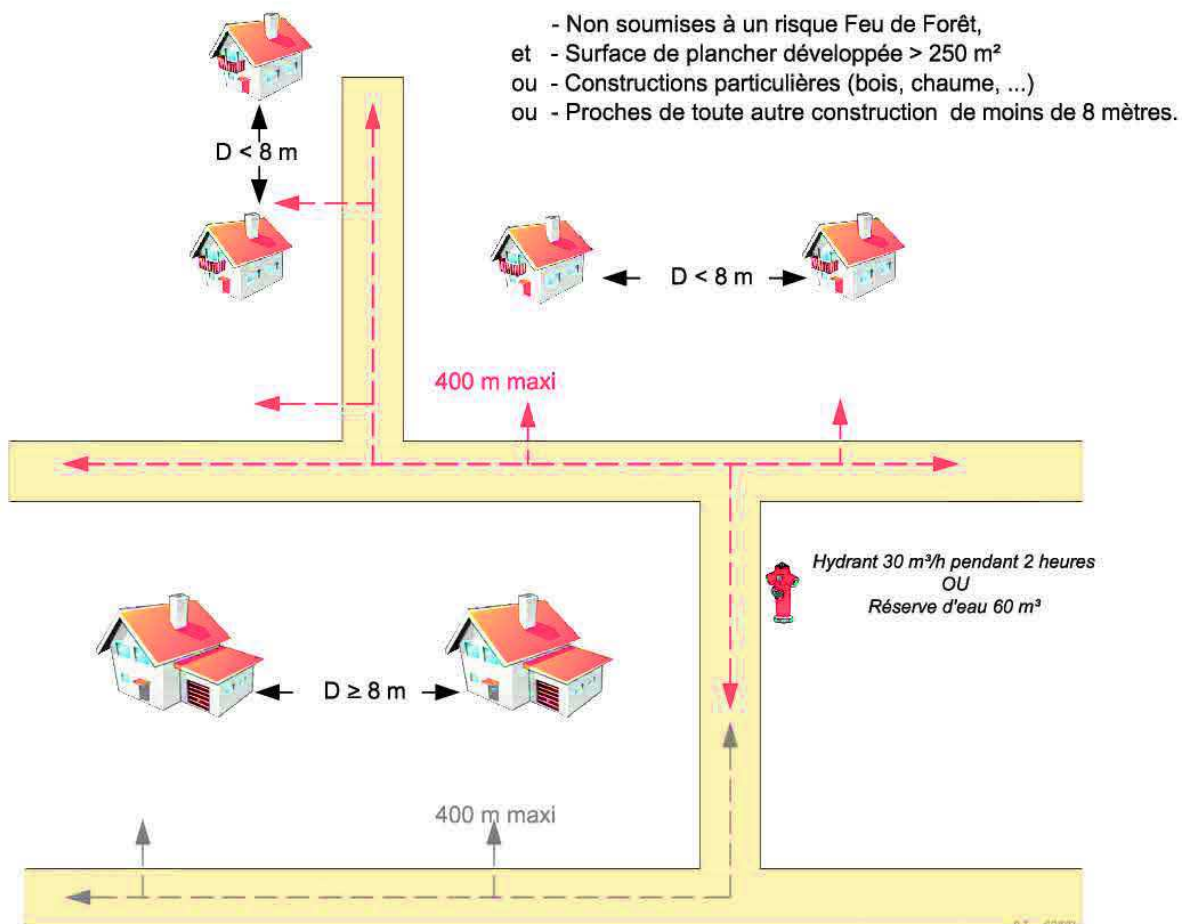 - Non soumises à un risque Feu de Forêt,
et - Surface de plancher développée > 250 m²
ou - Constructions particulières (bois, chaume, ...)
ou - Proches de toute autre construction de moins de 8 mètres.
D < 8 m
D < 8 m
400 m maxi
Hydrant 30 m³/h pendant 2 heures
OU
Réserve d'eau 60 m³
D ≥ 8 m
400 m maxi